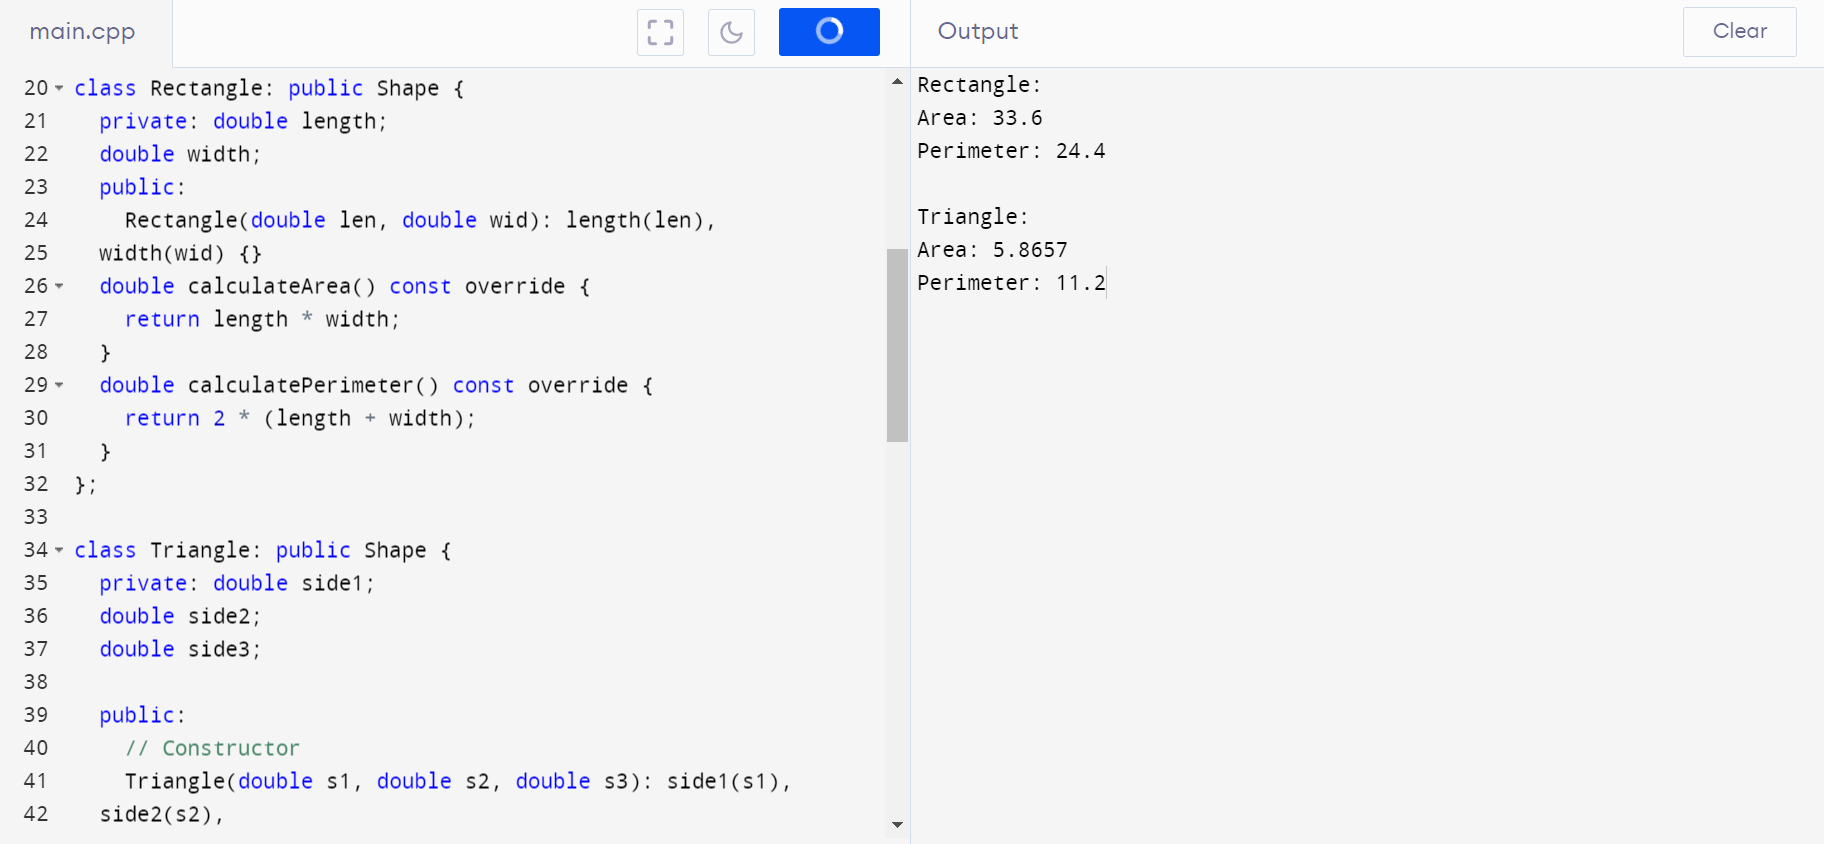 main.cpp
Output
Clear
20 class Rectangle: public Shape {
21   private: double length;
22   double width;
23   public:
24     Rectangle(double len, double wid): length(len),
25   width(wid) {}
26   double calculateArea() const override {
27     return length * width;
28   }
29   double calculatePerimeter() const override {
30     return 2 * (length + width);
31   }
32 };
33
34 class Triangle: public Shape {
35   private: double side1;
36   double side2;
37   double side3;
38
39   public:
40     // Constructor
41     Triangle(double s1, double s2, double s3): side1(s1),
42   side2(s2),
Rectangle:
Area: 33.6
Perimeter: 24.4
Triangle:
Area: 5.8657
Perimeter: 11.2